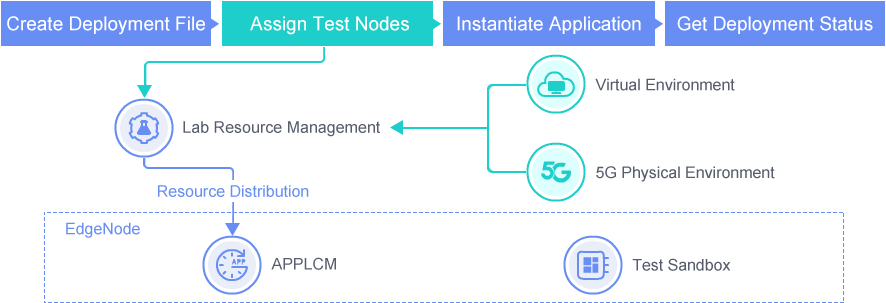 Create Deployment File
Assign Test Nodes
Instantiate Application
Get Deployment Status
Virtual Environment
Lab Resource Management
5G
5G Physical Environment
Resource Distribution
EdgeNode
APP
APPLCM
Test Sandbox